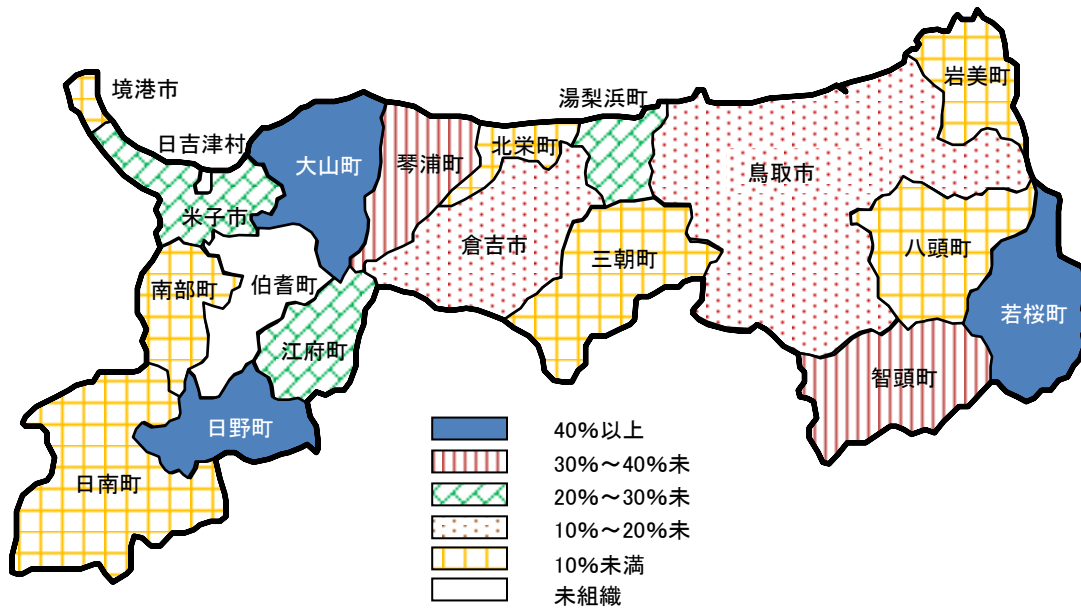 岩美町
境港市
湯梨浜町
日吉津村
北栄町
大山町
琴浦町
鳥取市
米子市
倉吉市
八頭町
三朝町
伯耆町
南部町
若桜町
江府町
智頭町
日野町
日南町
40%以上
30%~40%未
20%~30%未
10%~20%未
10%未満
未組織